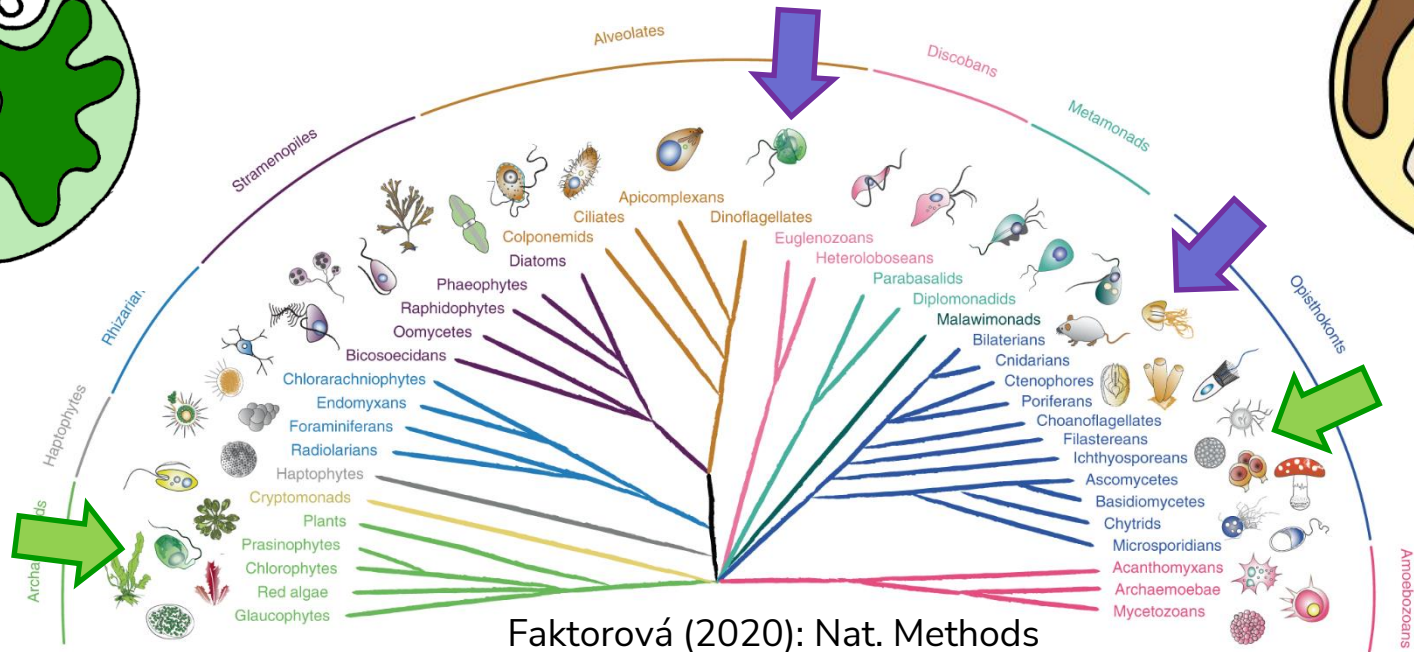 Alveolates
Discobans
Metamonads
Stramenopiles
Opisthokonts
Haptophytes
Amoebozoans
Apicomplexans
Ciliates
Dinoflagellates
Colponemids
Euglenozoans
Diatoms
Heteroloboseans
Phaeophytes
Parabasalids
Raphidophytes
Diplomonadids
Oomycetes
Malawimonads
Bicosoecidans
Bilaterians
Cnidarians
Chlorarachniophytes
Ctenophores
Endomyxans
Poriferans
Foraminiferans
Choanoflagellates
Radiolarians
Filastereans
Haptophytes
Ichthyosporeans
Cryptomonads
Ascomycetes
Plants
Basidiomycetes
Prasinophytes
Chytrids
Chlorophytes
Microsporidians
Red algae
Acanthomyxans
Glaucophytes
Archaemoebae
Mycetozoans
Faktorová (2020): Nat. Methods